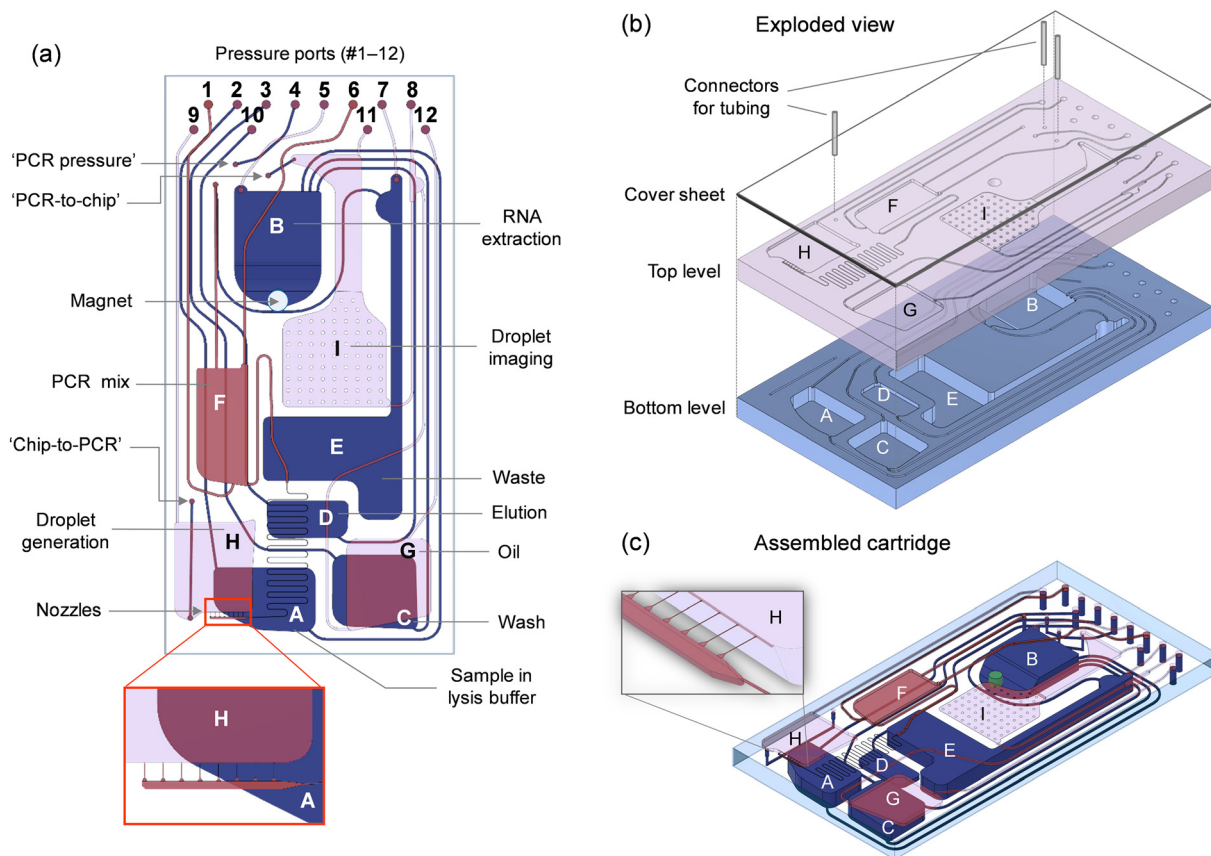 (a)
Pressure ports (#1–12)
1 2 3 4 5 6 7 8
9 10 11 12
‘PCR pressure’
‘PCR-to-chip’
B
RNA
extraction
Magnet
I
Droplet
imaging
PCR mix
F
‘Chip-to-PCR’
E
Waste
D
Elution
Droplet
generation
H
G
Oil
Nozzles
A
C
Wash
Sample in
lysis buffer
H
A
(b)
Exploded view
Connectors
for tubing
Cover sheet
F
I
H
Top level
G
B
Bottom level
D
E
A
C
(c)
Assembled cartridge
H
B
F
I
H
E
D
A
G
C